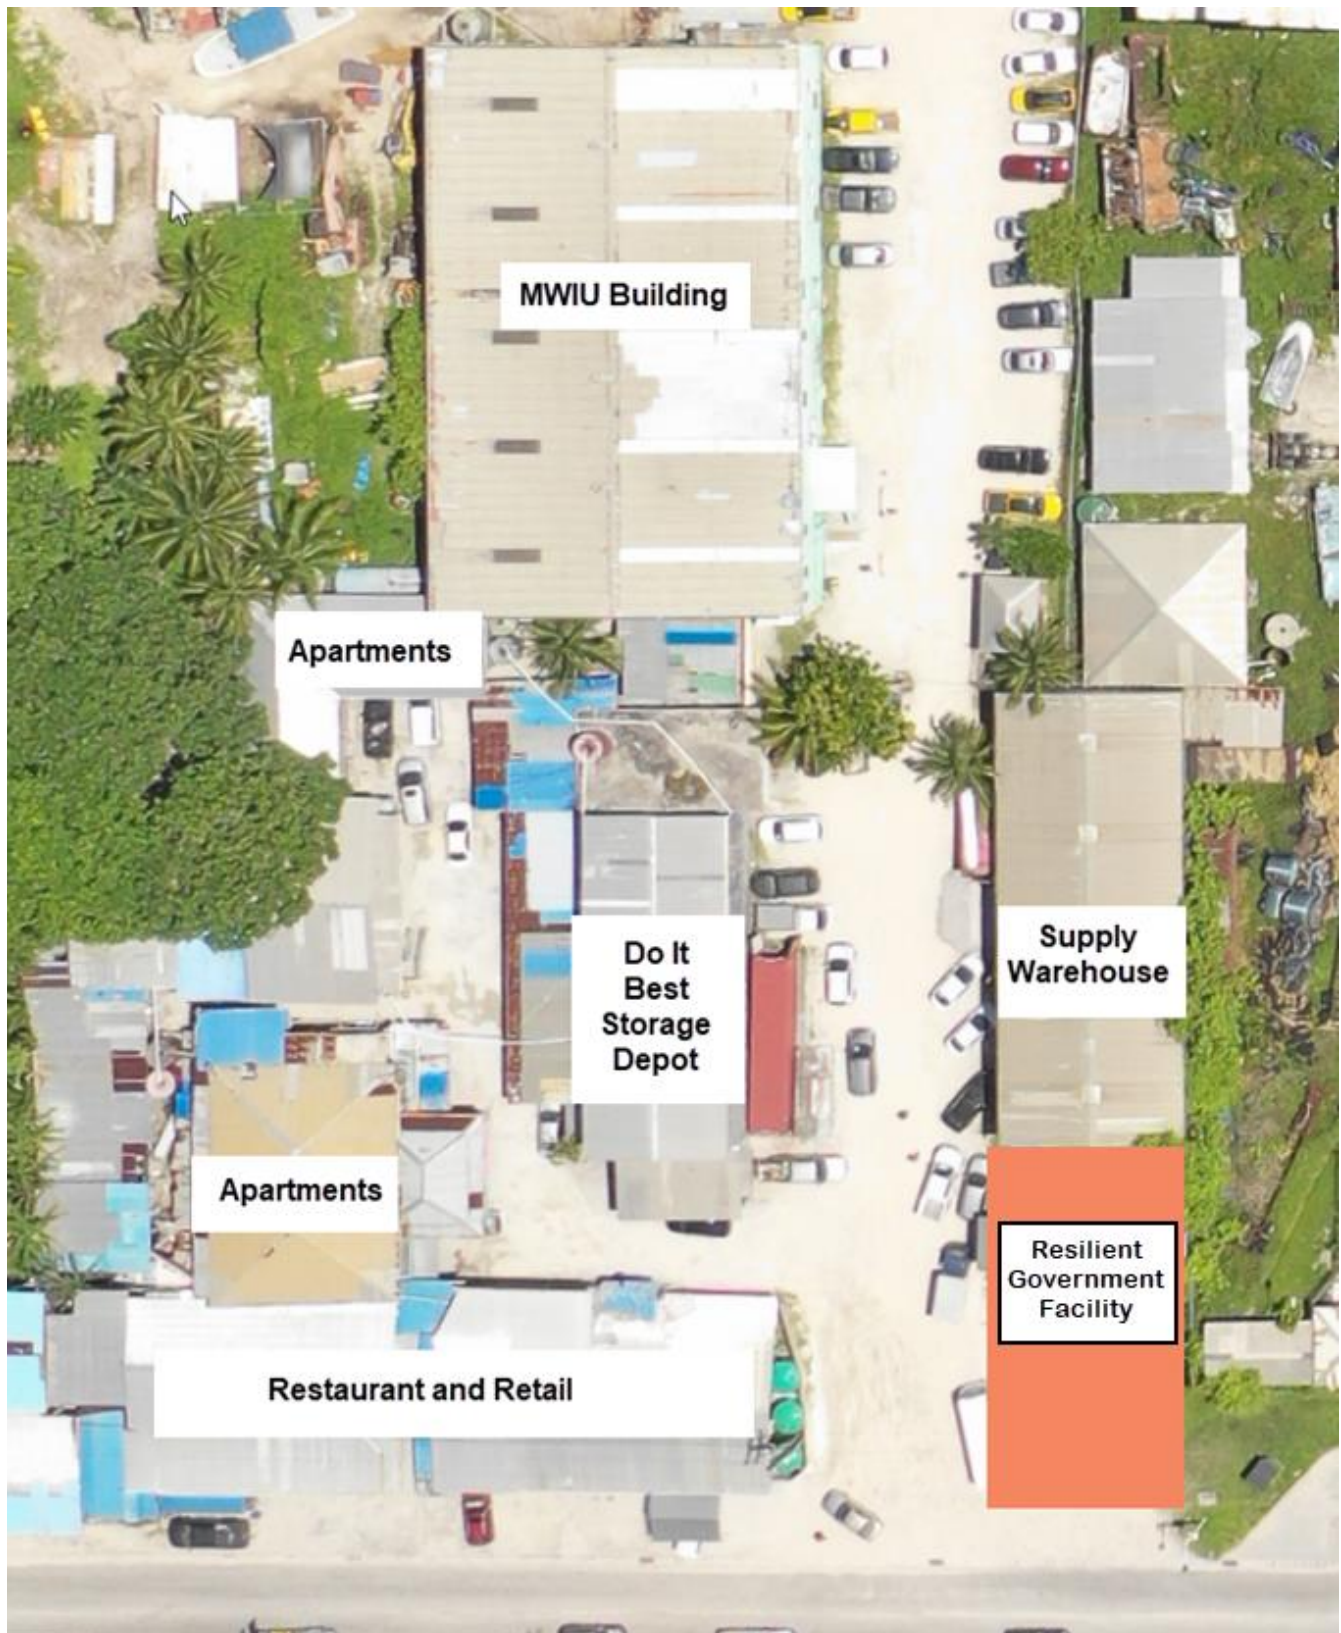 MWIU Building
Apartments
Do It
Best
Storage
Depot
Supply
Warehouse
Apartments
Resilient
Government
Facility
Restaurant and Retail